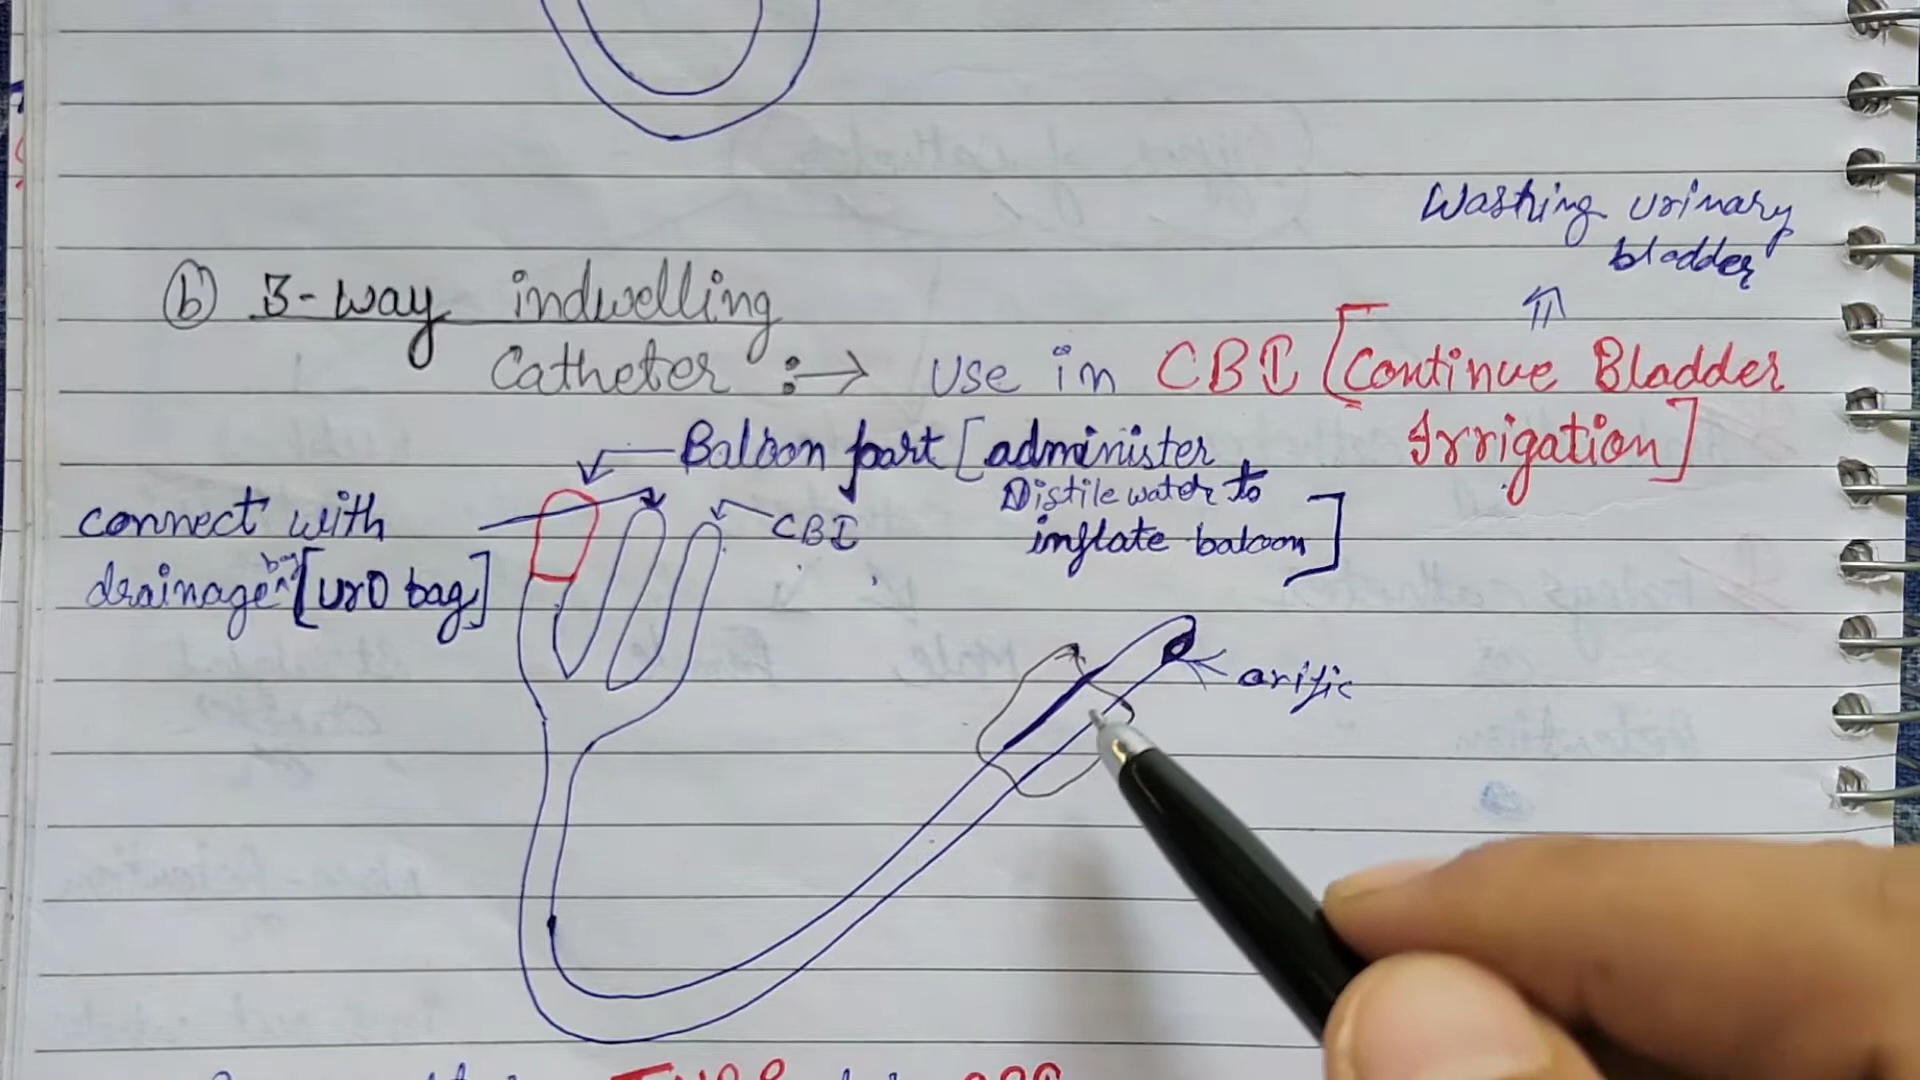 Washing urinary
bladder
ⓑ 3-way indwelling
Catheter :→ Use in CBI [Continue Bladder
Irrigation]
Baloon part [administer
Distile water to
inflate baloon]
connect with
drainage bag [uro bag]
CBI
orific